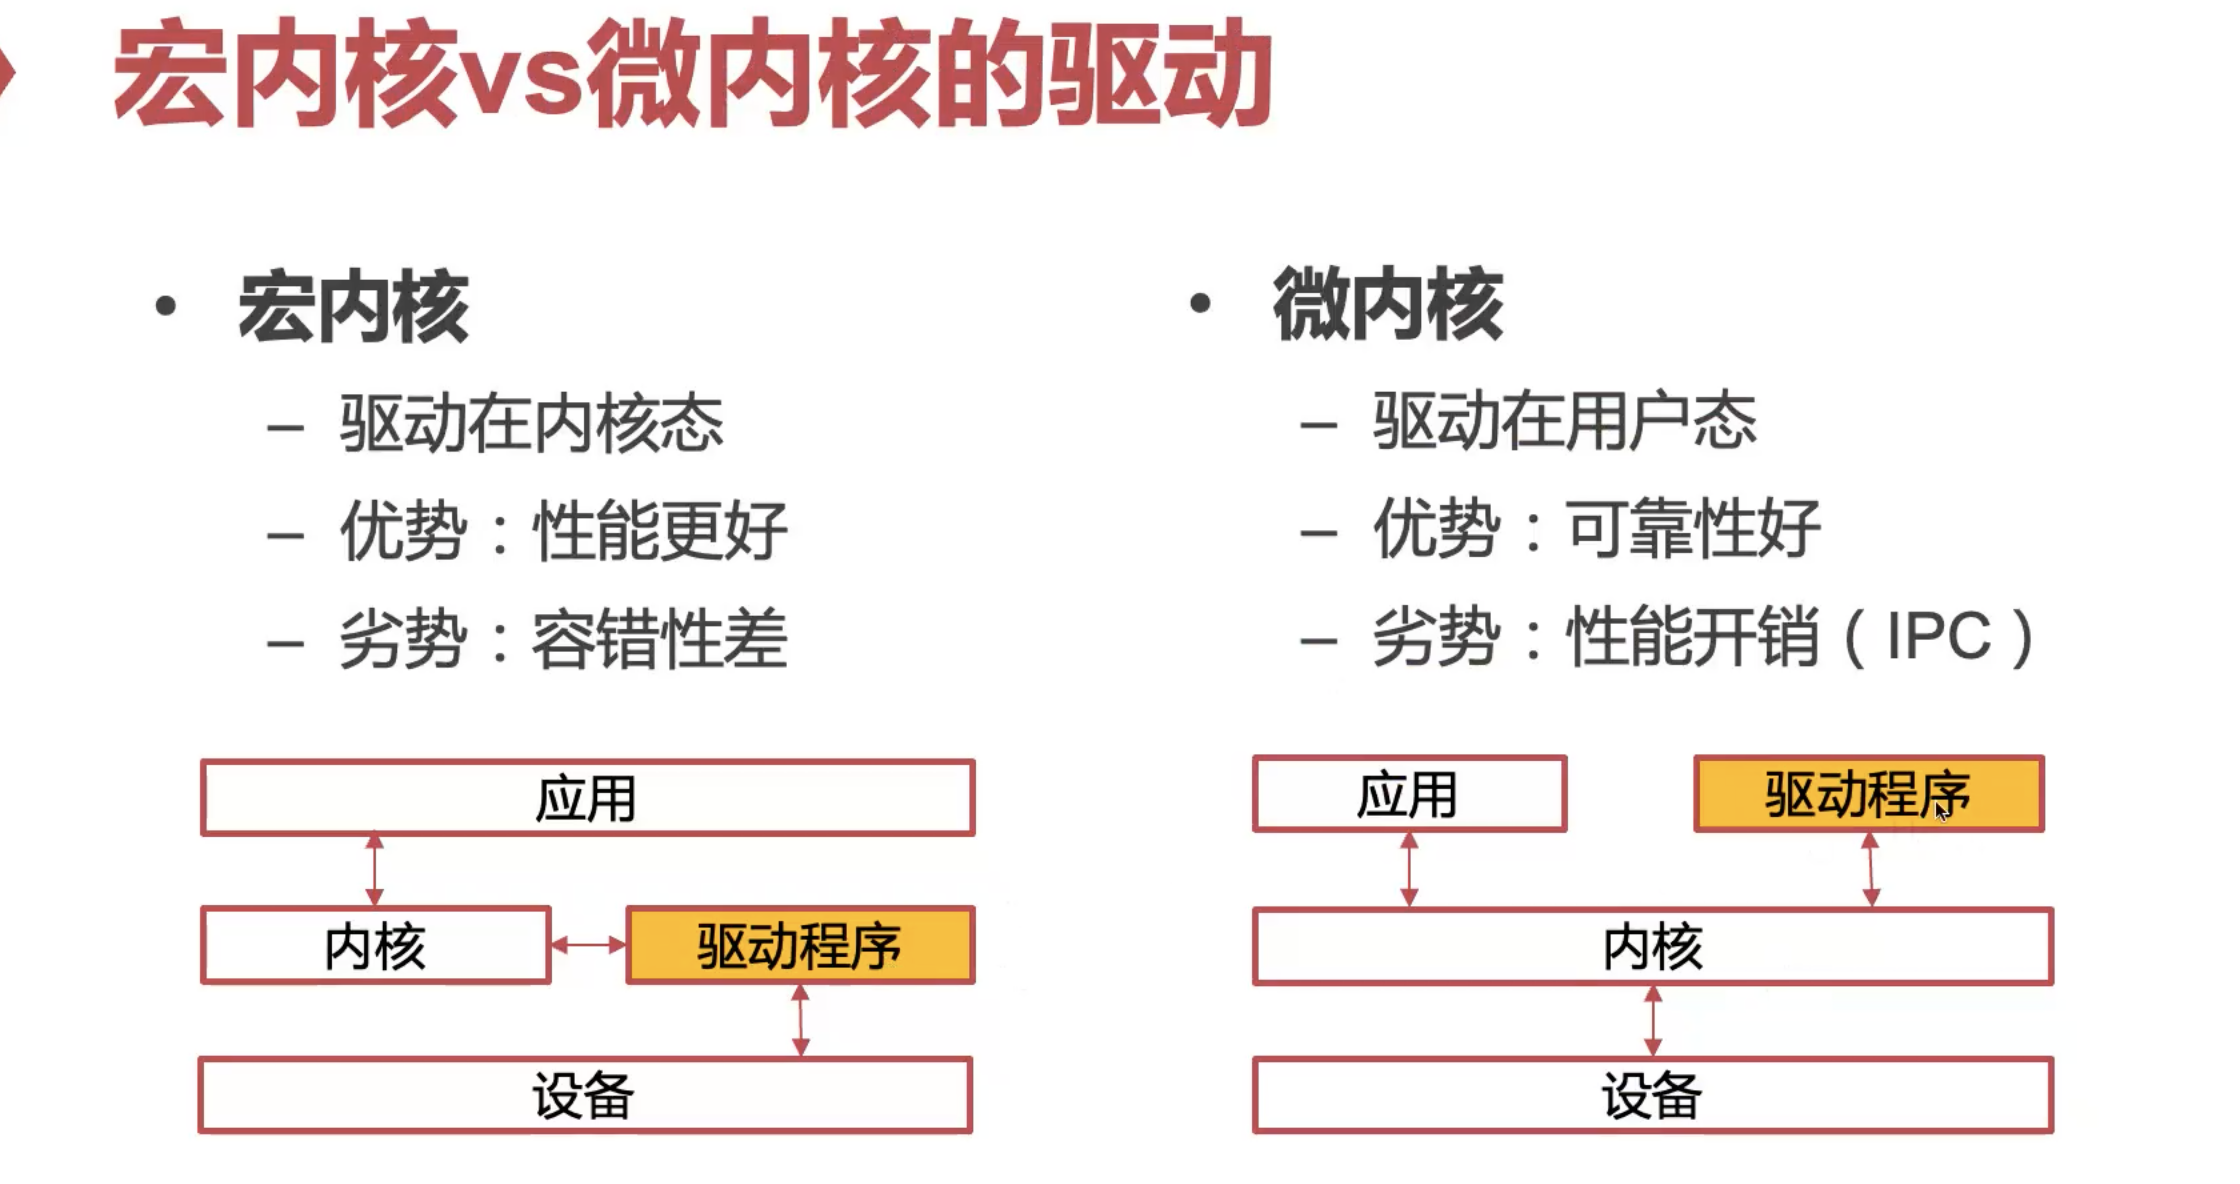 宏内核vs微内核的驱动
• 宏内核
– 驱动在内核态
– 优势：性能更好
– 劣势：容错性差
应用
内核
驱动程序
设备
• 微内核
– 驱动在用户态
– 优势：可靠性好
– 劣势：性能开销（IPC）
应用
驱动程序
内核
设备